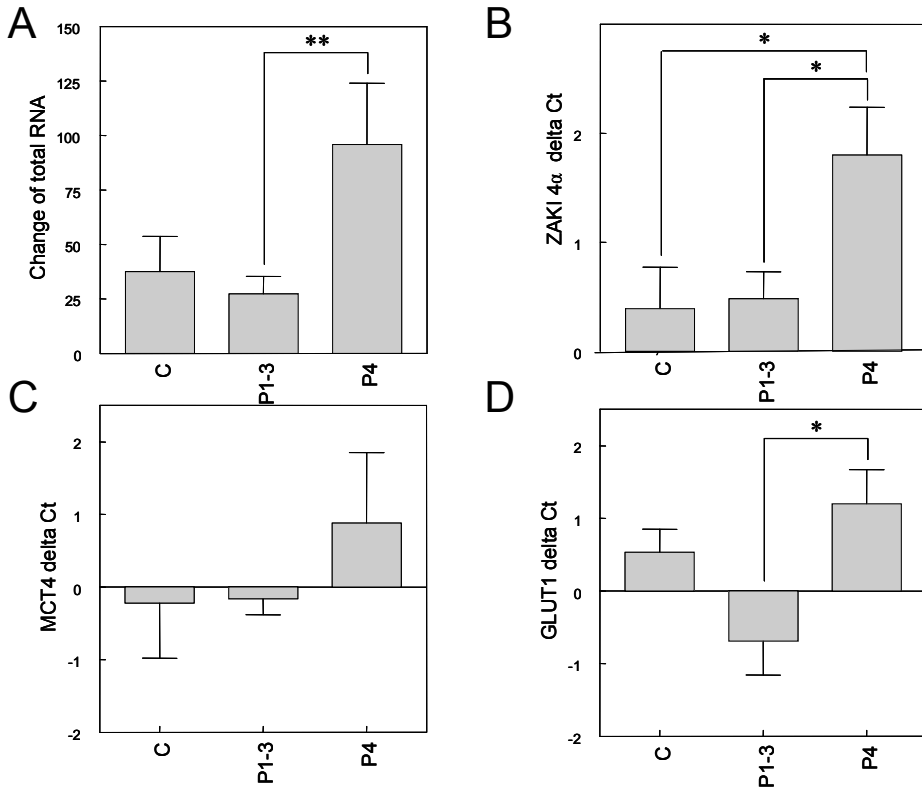 A
Change of total RNA
150
125
100
75
50
25
0
**
C
P1-3
P4
B
ZAKI 4α delta Ct
2
1
0
*
*
C
P1-3
P4
C
MCT4 delta Ct
2
1
0
-1
-2
C
P1-3
P4
D
GLUT1 delta Ct
2
1
0
-1
-2
*
C
P1-3
P4